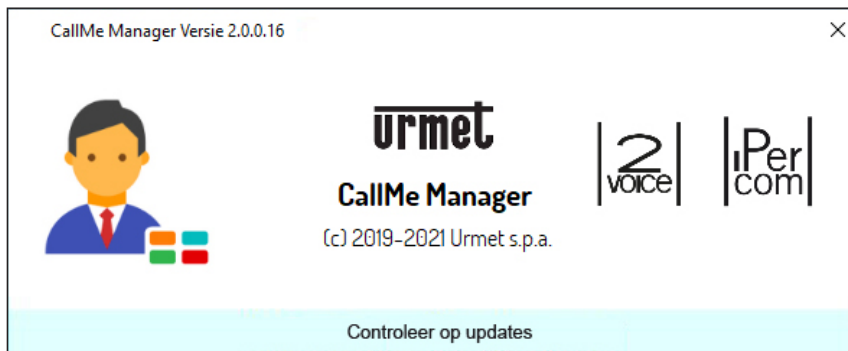 CallMe Manager Versie 2.0.0.16
urmet
CallMe Manager
(c) 2019-2021 Urmet s.p.a.
2
VOICE
iPer
com
Controleer op updates